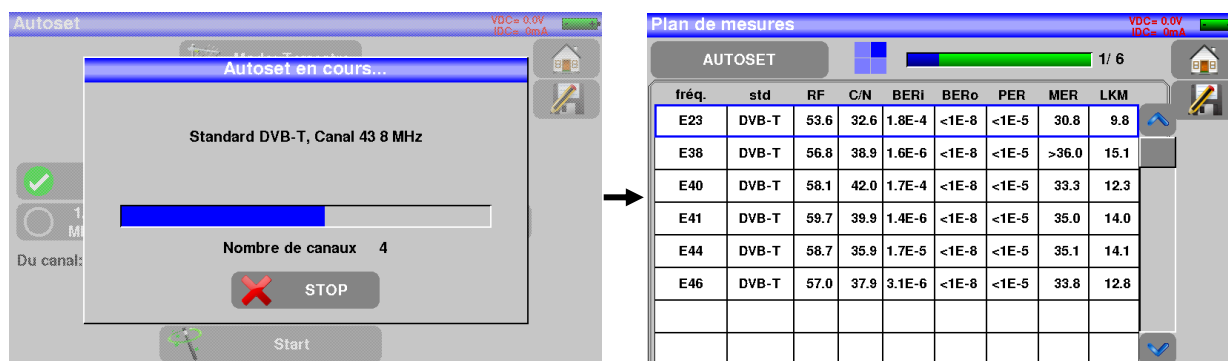 Autoset
VDC= 0.0V
IDC= 0mA
Autoset en cours...
Standard DVB-T, Canal 43 8 MHz
Nombre de canaux 4
STOP
Du canal:
Start
Plan de mesures
VDC= 0.0V
IDC= 0mA
AUTOSET
1/ 6
fréq. std RF C/N BERi BERo PER MER LKM
E23 DVB-T 53.6 32.6 1.8E-4 <1E-8 <1E-5 30.8 9.8
E38 DVB-T 56.8 38.9 1.6E-6 <1E-8 <1E-5 >36.0 15.1
E40 DVB-T 58.1 42.0 1.7E-4 <1E-8 <1E-5 33.3 12.3
E41 DVB-T 59.7 39.9 1.4E-6 <1E-8 <1E-5 35.0 14.0
E44 DVB-T 58.7 35.9 1.7E-5 <1E-8 <1E-5 35.1 14.1
E46 DVB-T 57.0 37.9 3.1E-6 <1E-8 <1E-5 33.8 12.8